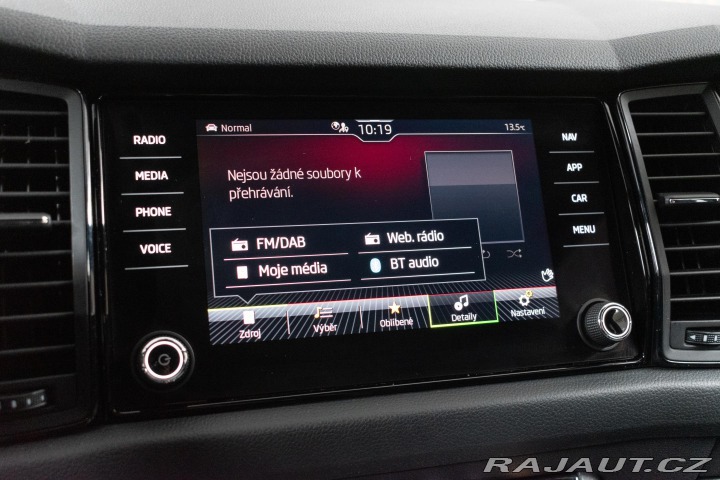 RADIO
MEDIA
PHONE
VOICE
Normal
10:19
13.5°C
Nejsou žádné soubory k
přehrávání.
FM/DAB
Web. rádio
Moje média
BT audio
Zdroj
Výběr
Oblíbené
Detaily
Nastavení
NAV
APP
CAR
MENU
RAJAUT.CZ